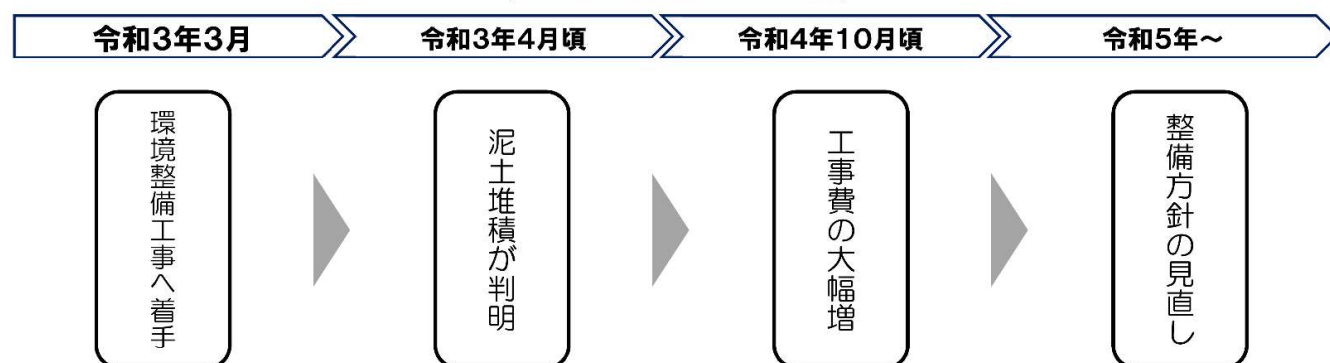 令和3年3月
令和3年4月頃
令和4年10月頃
令和5年～
環境整備工事へ着手
泥土堆積が判明
工事費の大幅増
整備方針の見直し